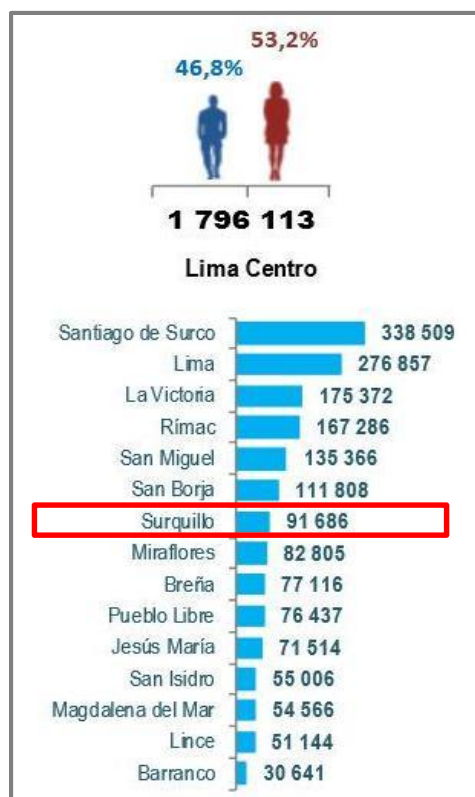 53,2%
46,8%
1 796 113
Lima Centro
Santiago de Surco 338 509
Lima 276 857
La Victoria 175 372
Rímac 167 286
San Miguel 135 366
San Borja 111 808
Surquillo 91 686
Miraflores 82 805
Breña 77 116
Pueblo Libre 76 437
Jesús María 71 514
San Isidro 55 006
Magdalena del Mar 54 566
Lince 51 144
Barranco 30 641